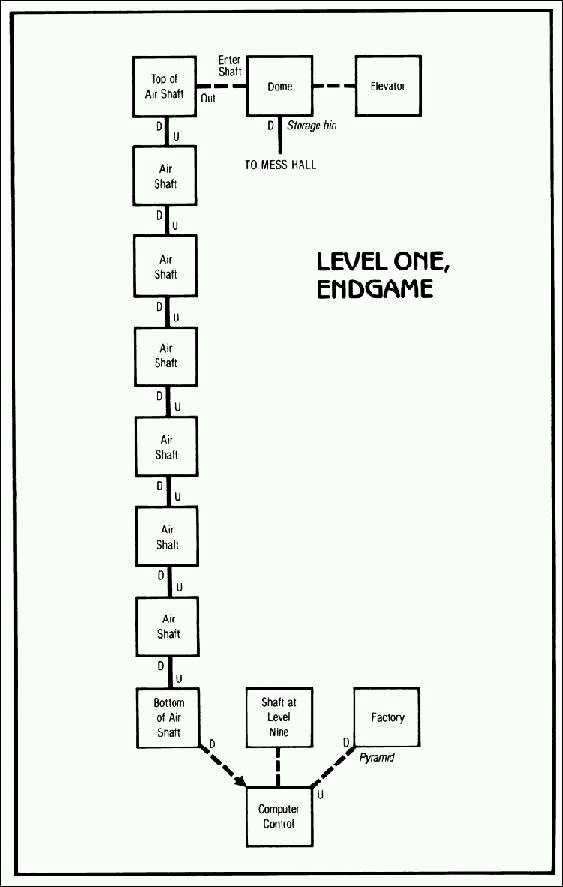 Enter
Shaft
Top of
Air Shaft
Out
Dome
Elevator
D
U
D
Storage bin
TO MESS HALL
Air
Shaft
D
U
Air
Shaft
LEVEL ONE,
ENDGAME
D
U
Air
Shaft
D
U
Air
Shaft
D
U
Air
Shaft
D
U
Air
Shaft
D
U
Bottom
of Air
Shaft
Shaft at
Level
Nine
Factory
D
D
Pyramid
U
Computer
Control